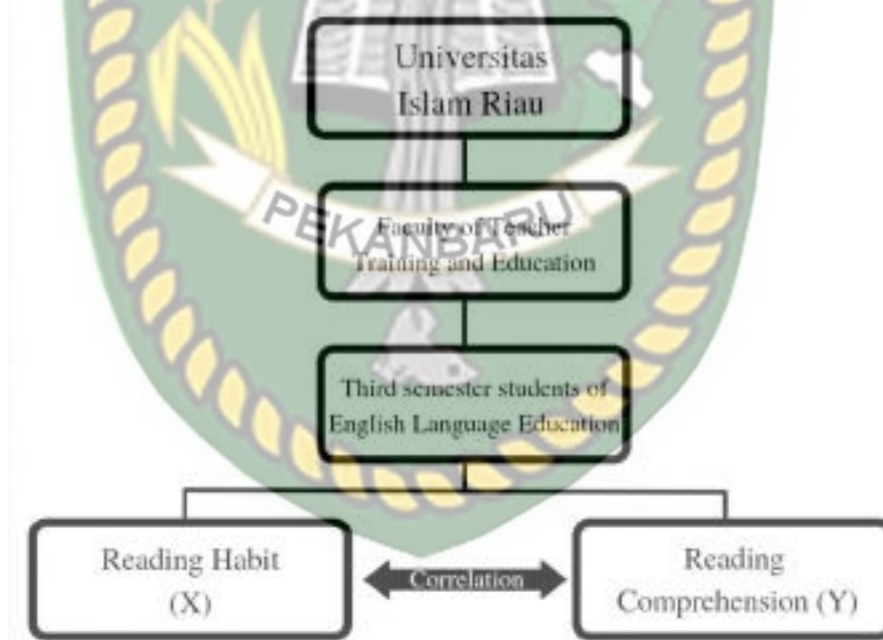 Universitas
Islam Riau
PEKANBARU
Faculty of Teacher
Training and Education
Third semester students of
English Language Education
Reading Habit
(X)
Correlation
Reading
Comprehension (Y)